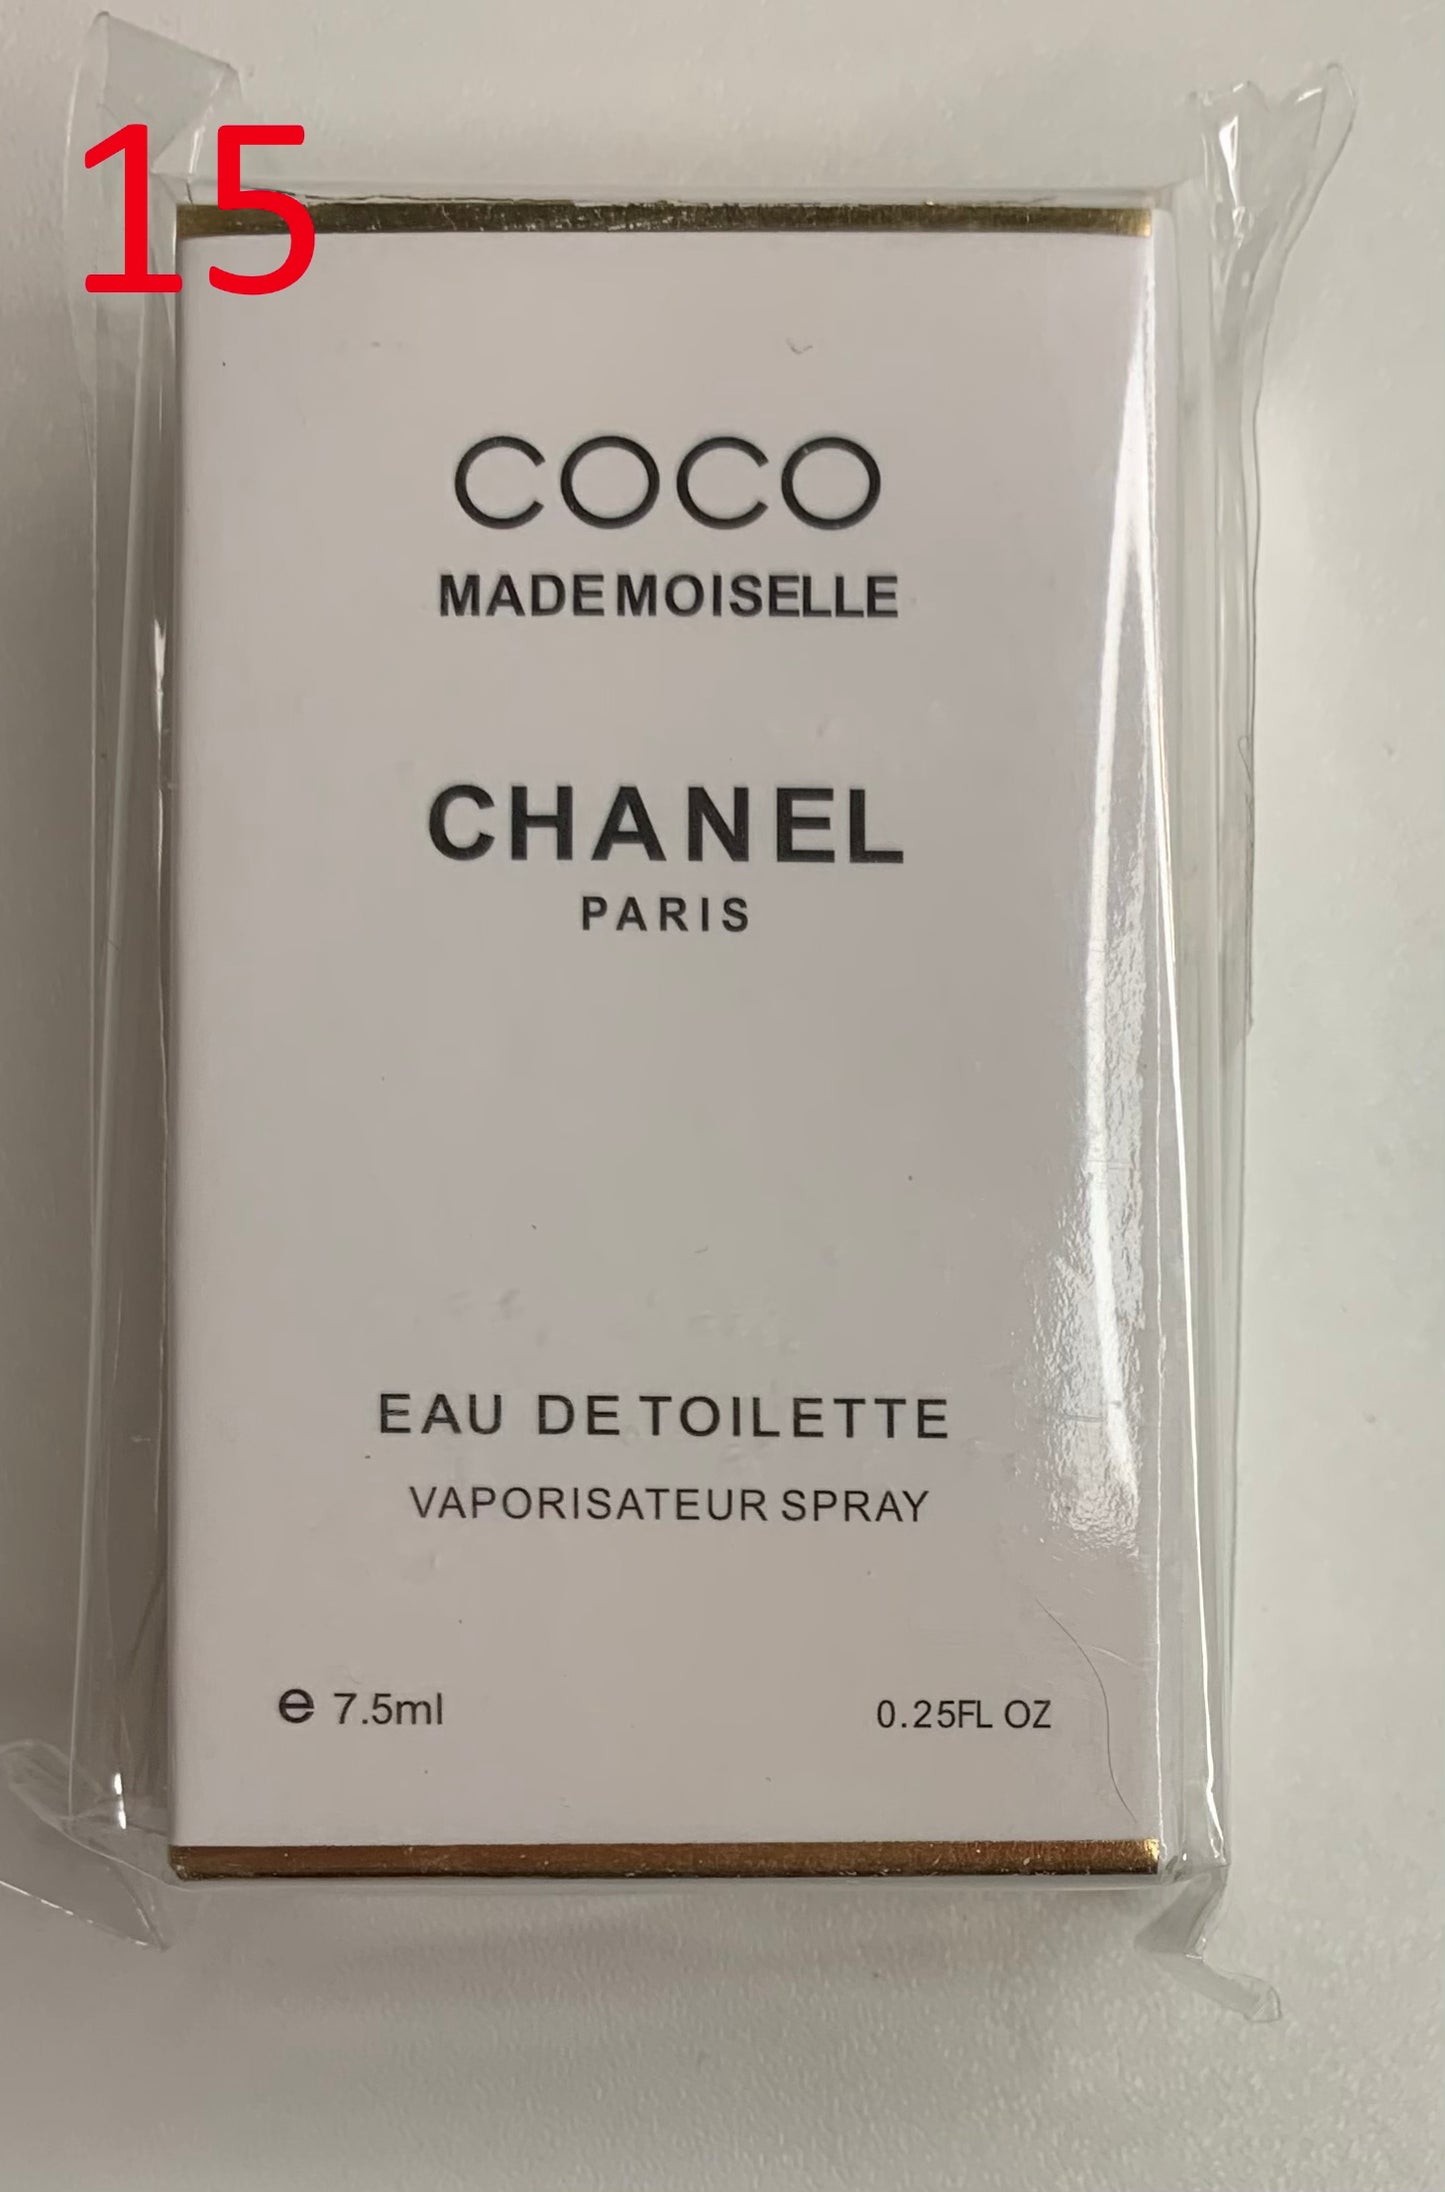 15
COCO
MADEMOISELLE
CHANEL
PARIS
EAU DE TOILETTE
VAPORISATEUR SPRAY
e 7.5ml 0.25FL OZ